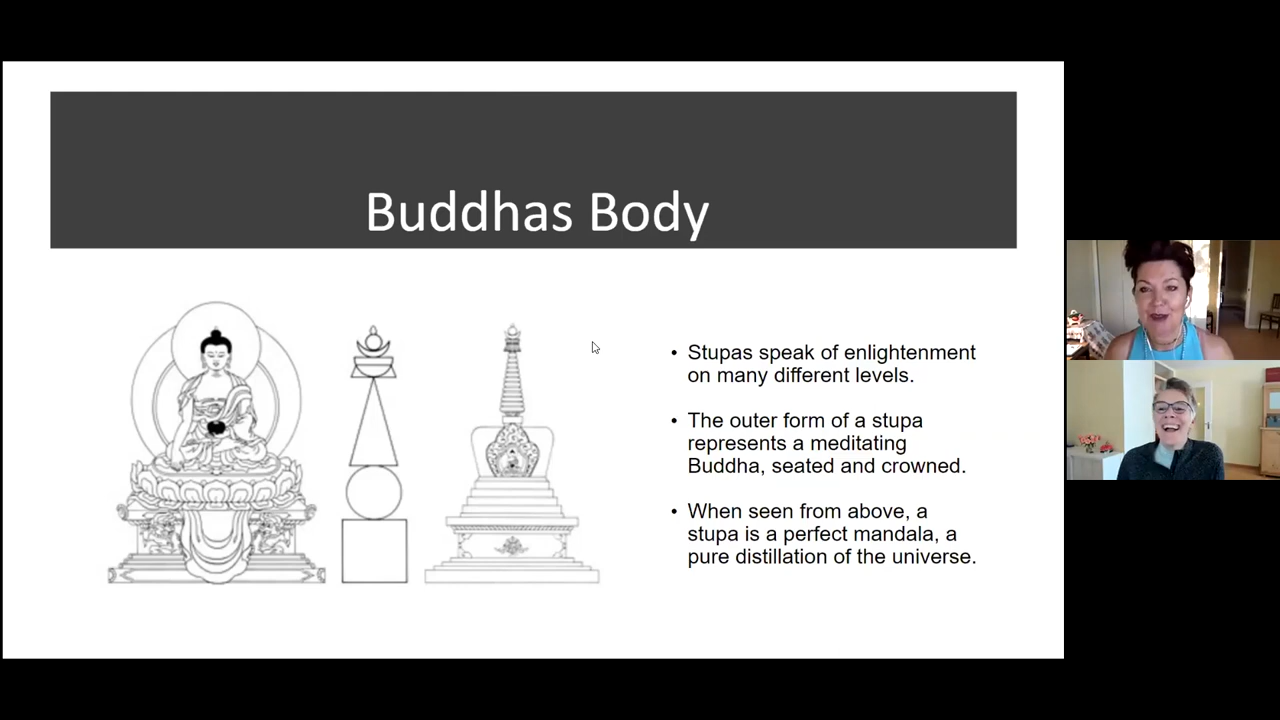 Buddhas Body
• Stupas speak of enlightenment
on many different levels.
• The outer form of a stupa
represents a meditating
Buddha, seated and crowned.
• When seen from above, a
stupa is a perfect mandala, a
pure distillation of the universe.